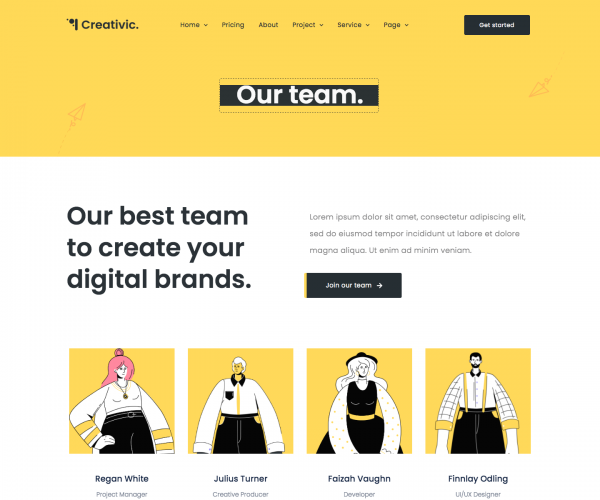 Creativic.
Home Pricing About Project Service Page
Get started
Our team.
Our best team
to create your
digital brands.
Lorem ipsum dolor sit amet, consectetur adipiscing elit,
sed do eiusmod tempor incididunt ut labore et dolore
magna aliqua. Ut enim ad minim veniam.
Join our team
Regan White
Project Manager
Julius Turner
Creative Producer
Faizah Vaughn
Developer
Finnlay Odling
UI/UX Designer